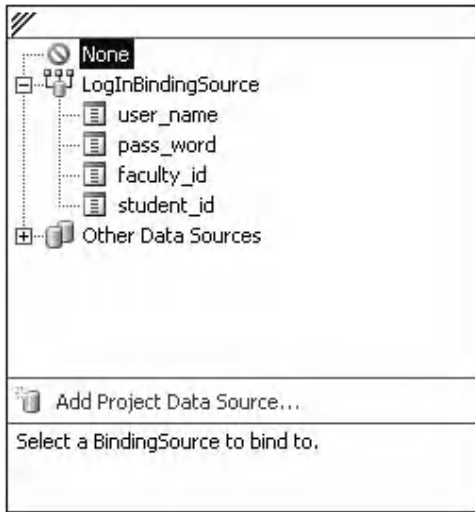 None
LogInBindingSource
user_name
pass_word
faculty_id
student_id
Other Data Sources
Add Project Data Source...
Select a BindingSource to bind to.